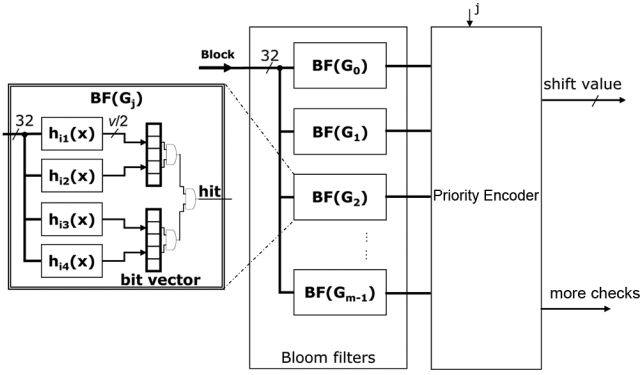 j
Block
32
BF(G0)
shift value
BF(Gj)
32
hi1(x)
v/2
BF(G1)
hi2(x)
hit
BF(G2)
Priority Encoder
hi3(x)
hi4(x)
bit vector
BF(Gm-1)
more checks
Bloom filters